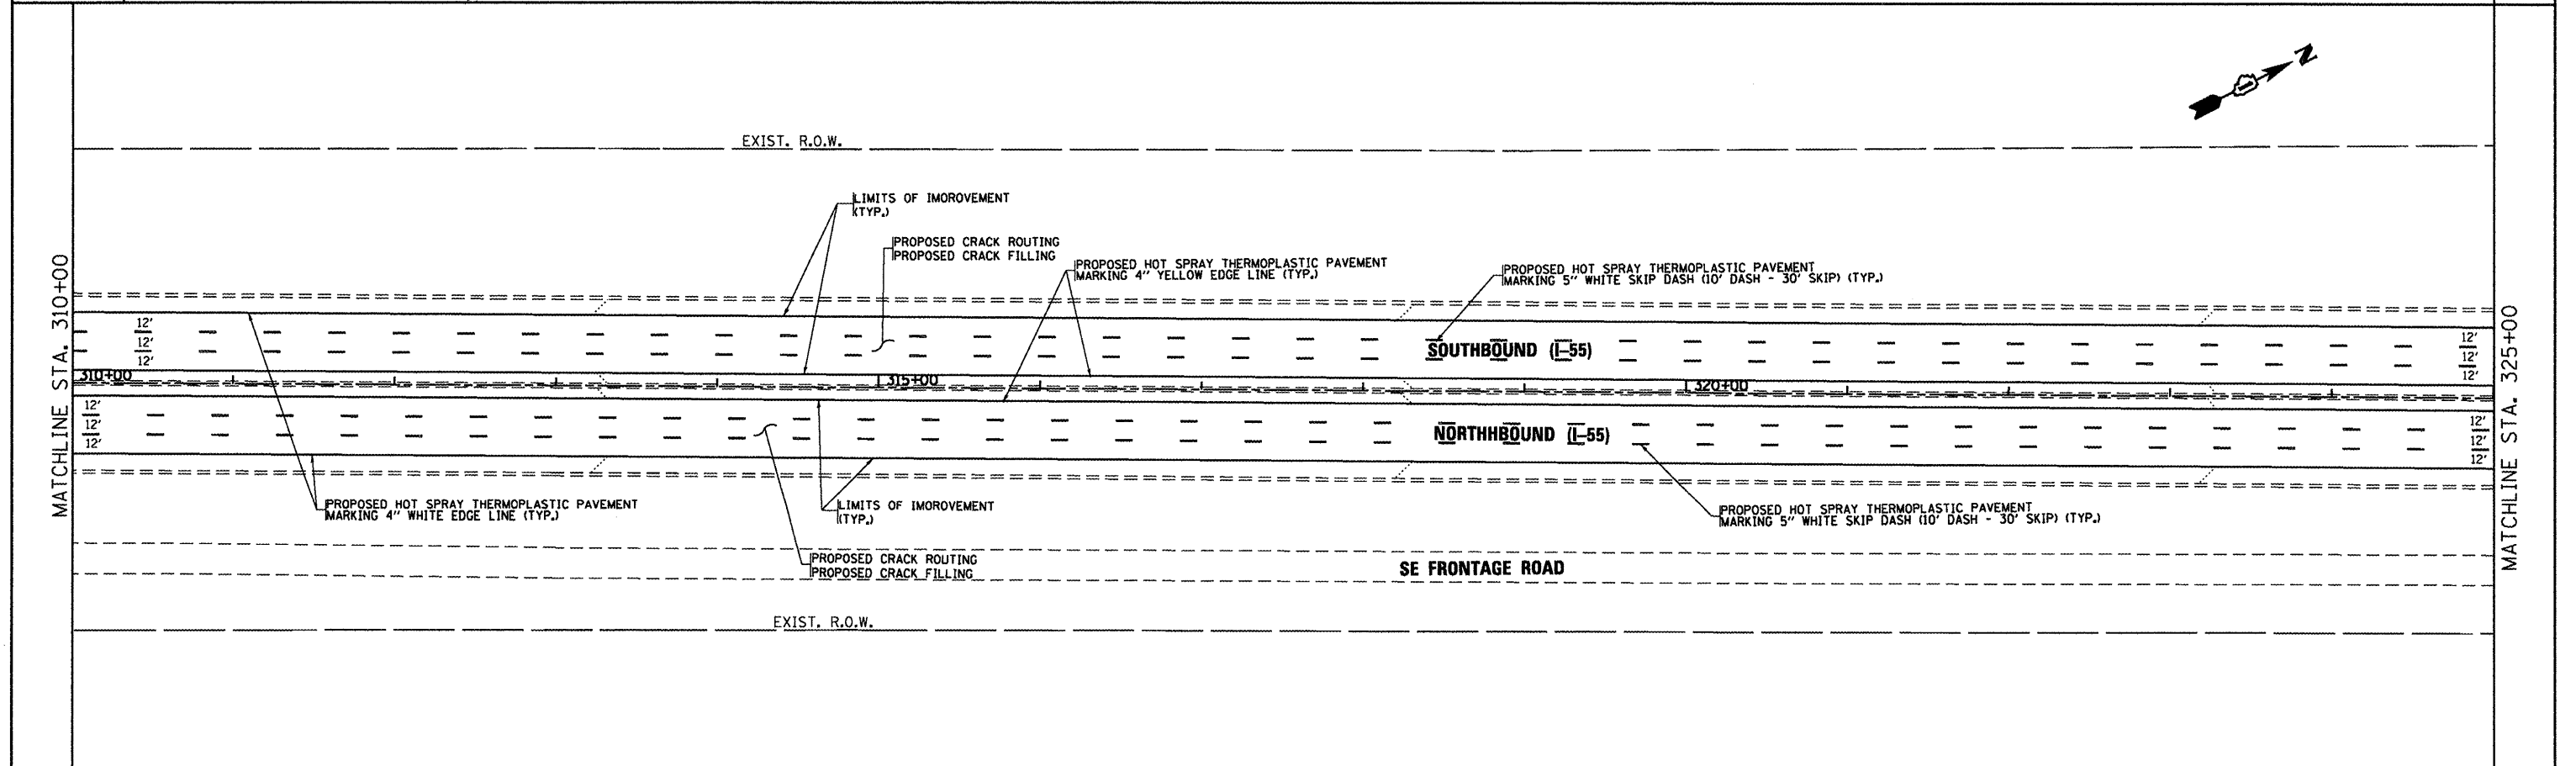 N
EXIST. R.O.W.
LIMITS OF IMOROVEMENT
(TYP.)
PROPOSED CRACK ROUTING
PROPOSED CRACK FILLING
PROPOSED HOT SPRAY THERMOPLASTIC PAVEMENT
MARKING 4" YELLOW EDGE LINE (TYP.)
PROPOSED HOT SPRAY THERMOPLASTIC PAVEMENT
MARKING 5" WHITE SKIP DASH (10' DASH - 30' SKIP) (TYP.)
MATCHLINE STA. 310+00
MATCHLINE STA. 325+00
12'
12'
12'
SOUTHBOUND (I-55)
12'
12'
12'
310+00
315+00
320+00
12'
12'
12'
NORTHHBOUND (I-55)
12'
12'
12'
PROPOSED HOT SPRAY THERMOPLASTIC PAVEMENT
MARKING 4" WHITE EDGE LINE (TYP.)
LIMITS OF IMOROVEMENT
(TYP.)
PROPOSED HOT SPRAY THERMOPLASTIC PAVEMENT
MARKING 5" WHITE SKIP DASH (10' DASH - 30' SKIP) (TYP.)
PROPOSED CRACK ROUTING
PROPOSED CRACK FILLING
SE FRONTAGE ROAD
EXIST. R.O.W.